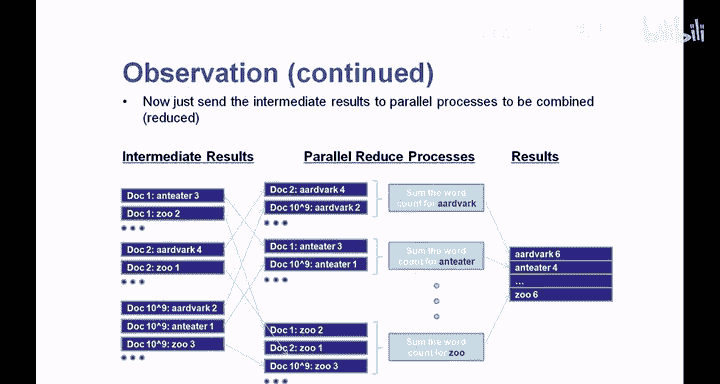 Observation (continued)
• Now just send the intermediate results to parallel processes to be combined
(reduced)
Intermediate Results
Parallel Reduce Processes
Results
Doc 1: anteater 3
Doc 1: zoo 2
Doc 2: aardvark 4
Doc 2: zoo 1
Doc 10^9: aardvark 2
Doc 10^9: anteater 1
Doc 10^9: zoo 3
Doc 2: aardvark 4
Doc 10^9: aardvark 2
Doc 1: anteater 3
Doc 10^9: anteater 1
Doc 1: zoo 2
Doc 2: zoo 1
Doc 10^9: zoo 3
Sum the word
count for aardvark
Sum the word
count for anteater
Sum the word
count for zoo
aardvark 6
anteater 4
...
zoo 6